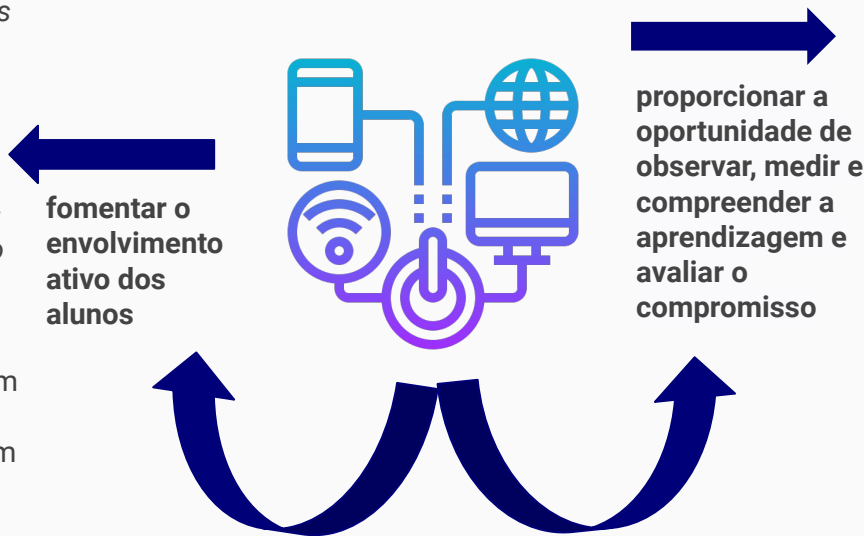 s
fomentar o
envolvimento
ativo dos
alunos
o
m
m
proporcionar a
oportunidade de
observar, medir e
compreender a
aprendizagem e
avaliar o
compromisso